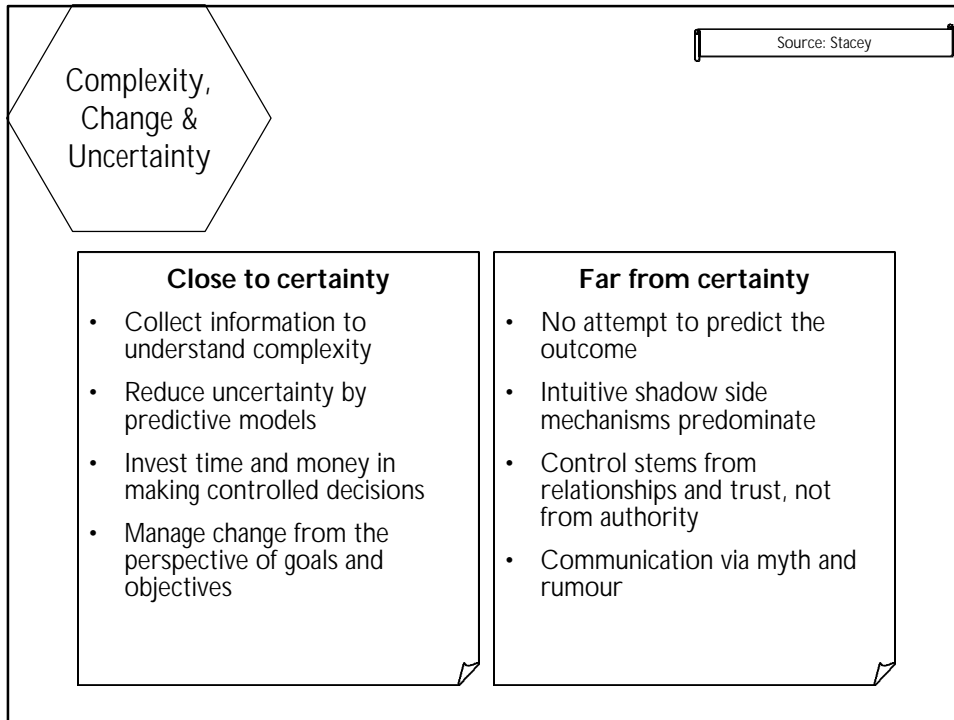 Complexity,
Change &
Uncertainty
Source: Stacey
Close to certainty
• Collect information to
understand complexity
• Reduce uncertainty by
predictive models
• Invest time and money in
making controlled decisions
• Manage change from the
perspective of goals and
objectives
Far from certainty
• No attempt to predict the
outcome
• Intuitive shadow side
mechanisms predominate
• Control stems from
relationships and trust, not
from authority
• Communication via myth and
rumour